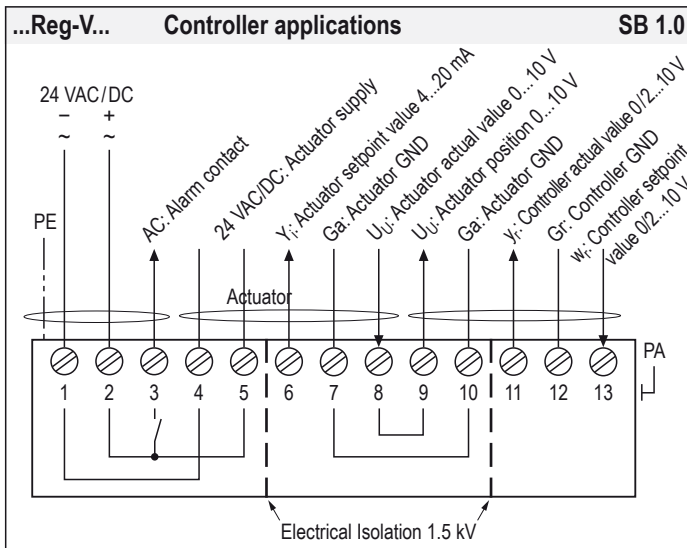 ...Reg-V... Controller applications SB 1.0
24 VAC/DC
– +
~ ~
PE
AC: Alarm contact
24 VAC/DC: Actuator supply
Yi: Actuator setpoint value 4...20 mA
Ga: Actuator GND
UU: Actuator actual value 0...10 V
UU: Actuator position 0...10 V
Ga: Actuator GND
yr: Controller actual value 0/2...10 V
Gr: Controller GND
wr: Controller setpoint
value 0/2...10 V
Actuator
PA
1 2 3 4 5 6 7 8 9 10 11 12 13
Electrical Isolation 1.5 kV